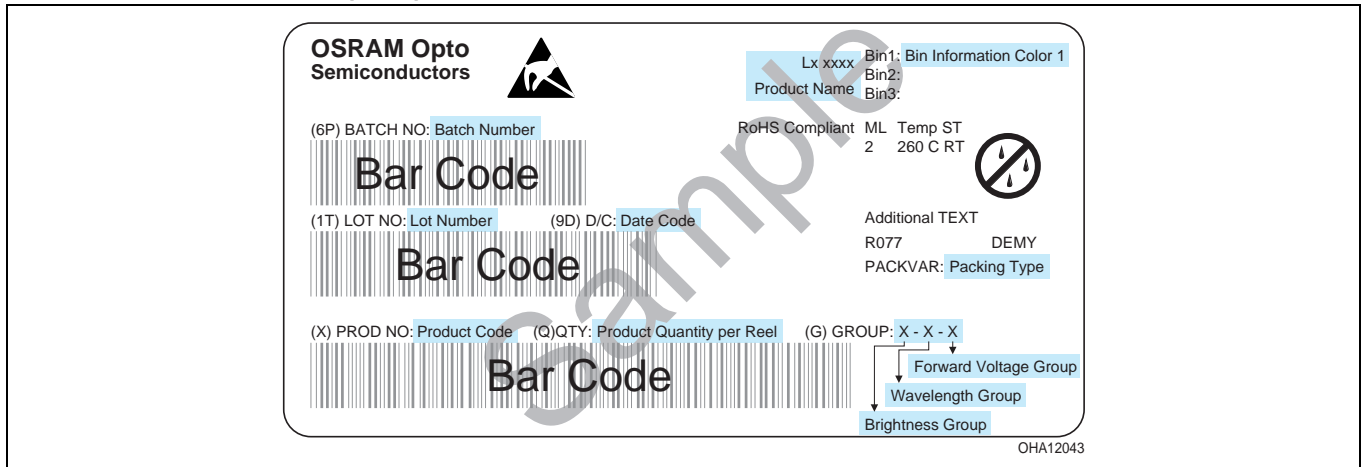 OSRAM Opto
Semiconductors
Lx xxxx
Product Name
Bin1: Bin Information Color 1
Bin2:
Bin3:
(6P) BATCH NO: Batch Number
Bar Code
RoHS Compliant
ML Temp ST
2 260 C RT
(1T) LOT NO: Lot Number (9D) D/C: Date Code
Bar Code
Additional TEXT
R077 DEMY
PACKVAR: Packing Type
(X) PROD NO: Product Code (Q)QTY: Product Quantity per Reel (G) GROUP: X - X - X
Bar Code
Forward Voltage Group
Wavelength Group
Brightness Group
Sample
OHA12043